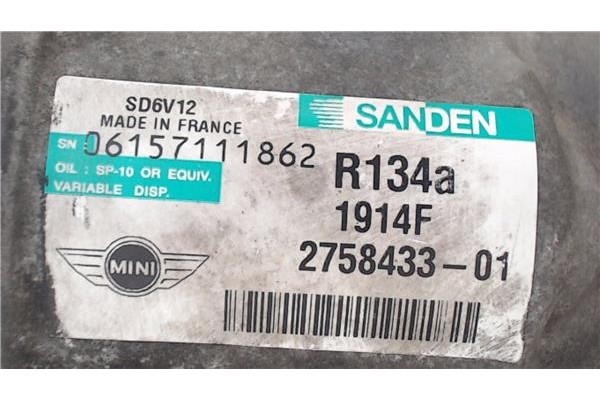 SD6V12
MADE IN FRANCE
SANDEN
SN 06157111862
OIL : SP-10 OR EQUIV.
VARIABLE DISP.
R134a
1914F
2758433-01
MINI